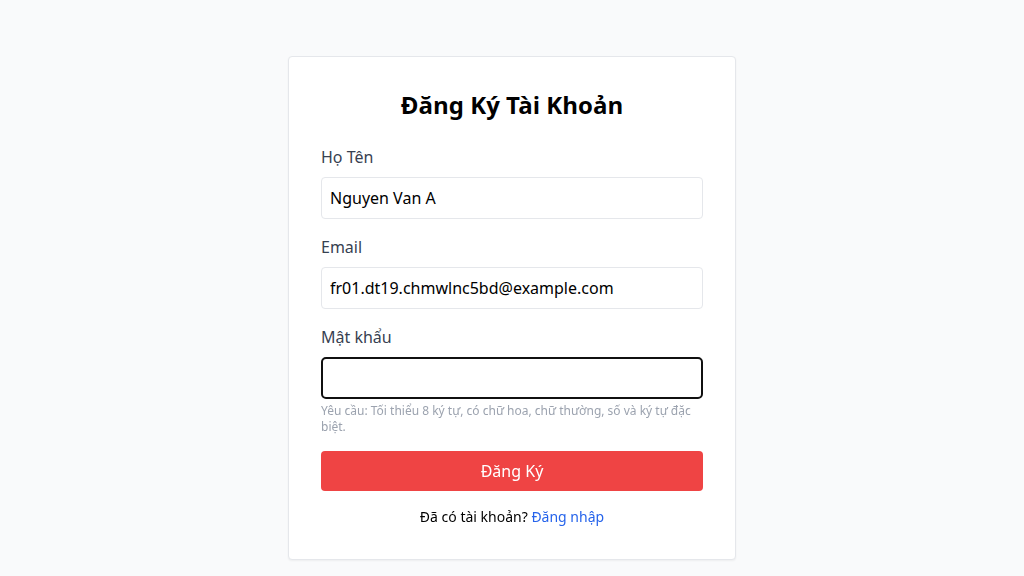 Đăng Ký Tài Khoản
Họ Tên
Nguyen Van A
Email
fr01.dt19.chmwlnc5bd@example.com
Mật khẩu
Yêu cầu: Tối thiểu 8 ký tự, có chữ hoa, chữ thường, số và ký tự đặc
biệt.
Đăng Ký
Đã có tài khoản? Đăng nhập